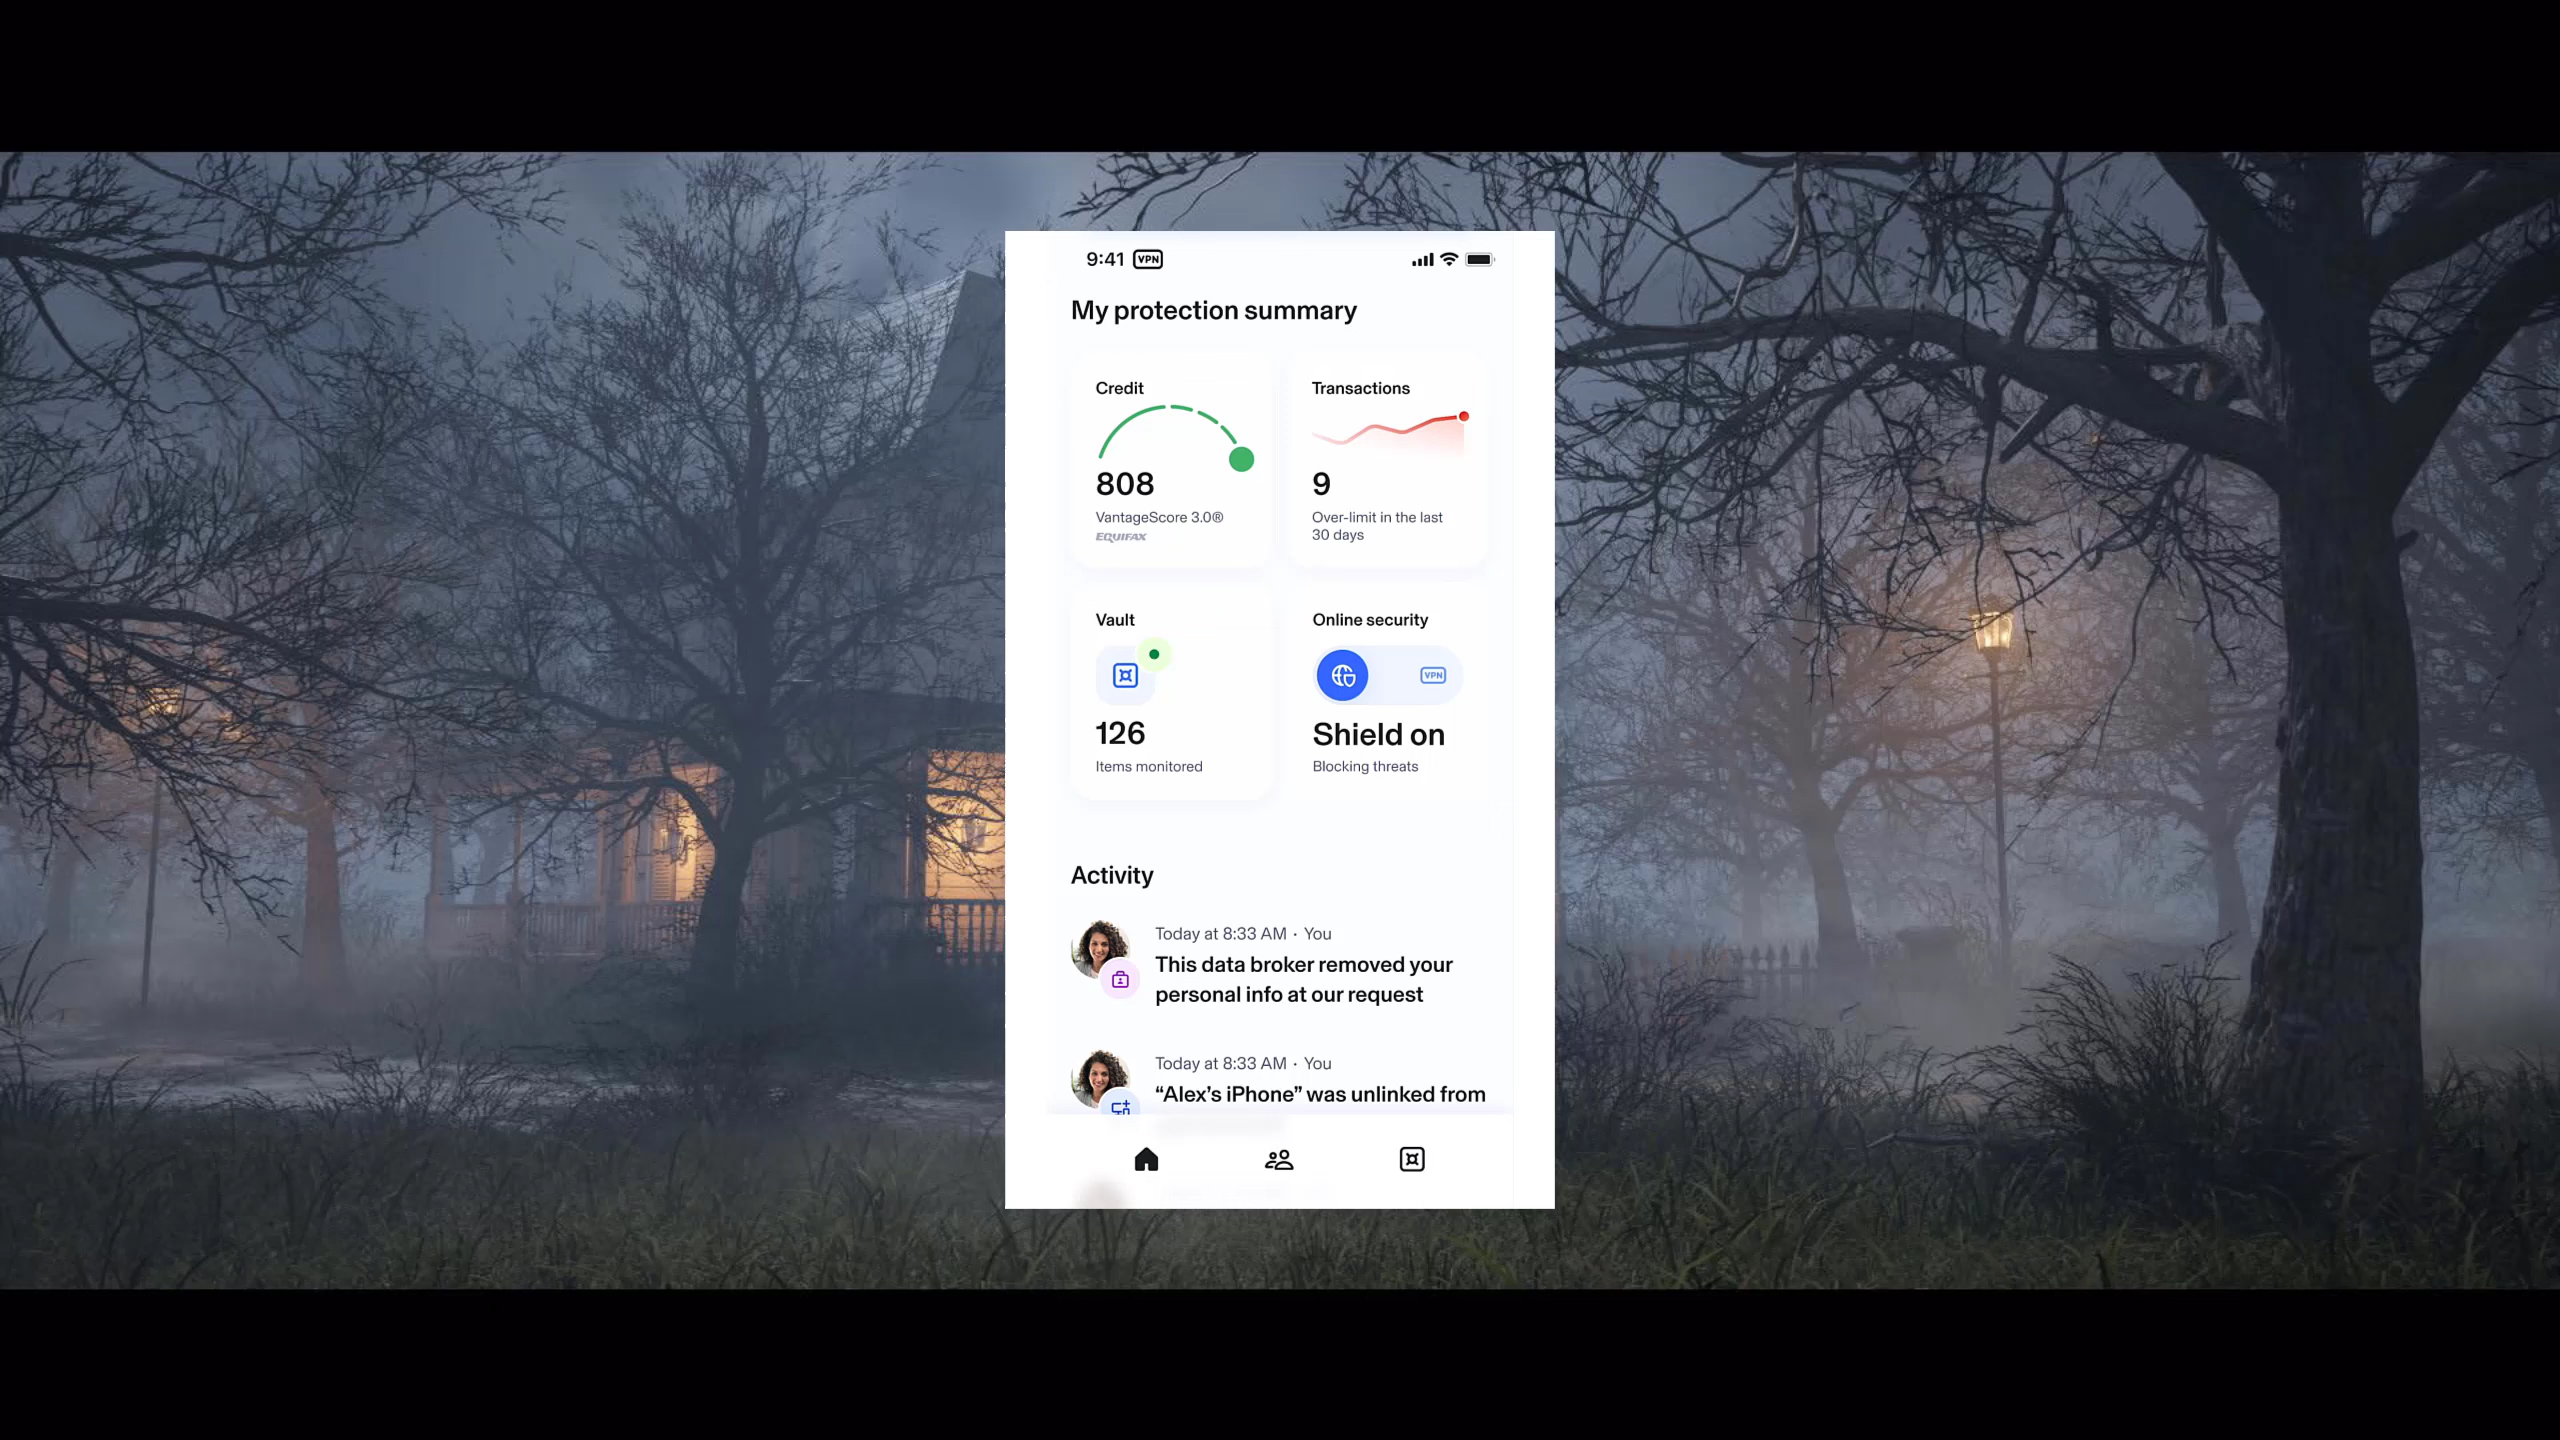 9:41 VPN
My protection summary
Credit
808
VantageScore 3.0®
EQUIFAX
Transactions
9
Over-limit in the last
30 days
Vault
126
Items monitored
Online security
VPN
Shield on
Blocking threats
Activity
Today at 8:33 AM · You
This data broker removed your
personal info at our request
Today at 8:33 AM · You
“Alex’s iPhone” was unlinked from